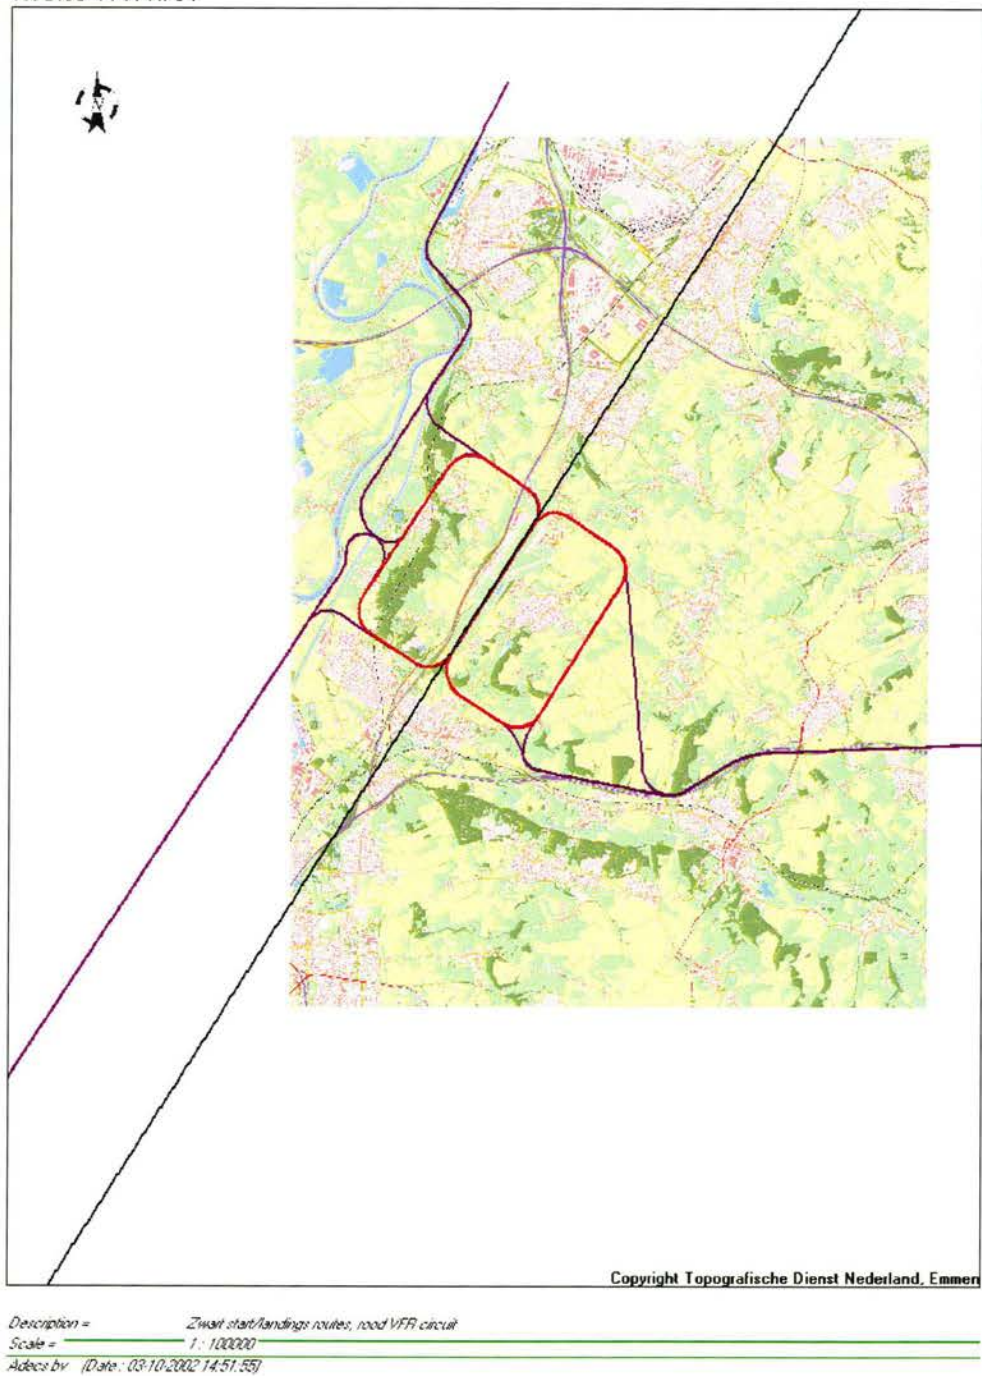 N
Copyright Topografische Dienst Nederland, Emmen
Description = Zwart start/landings routes, rood VFR circuit
Scale = 1 : 100000
Adecs bv (Date : 03-10-2002 14:51:55)